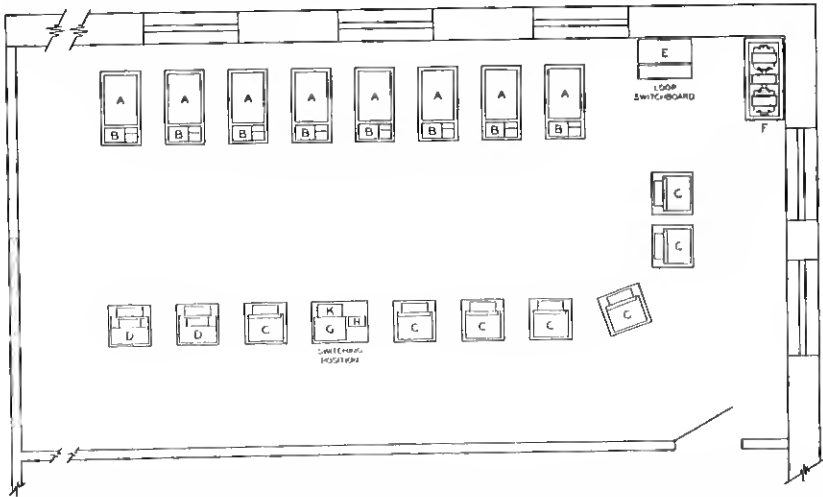 E
A A A A A A A A
LOOP
SWITCHBOARD
B B B B B B B B
F
C
C
K
H
D D C G C C C C
SWITCHING
POSITION